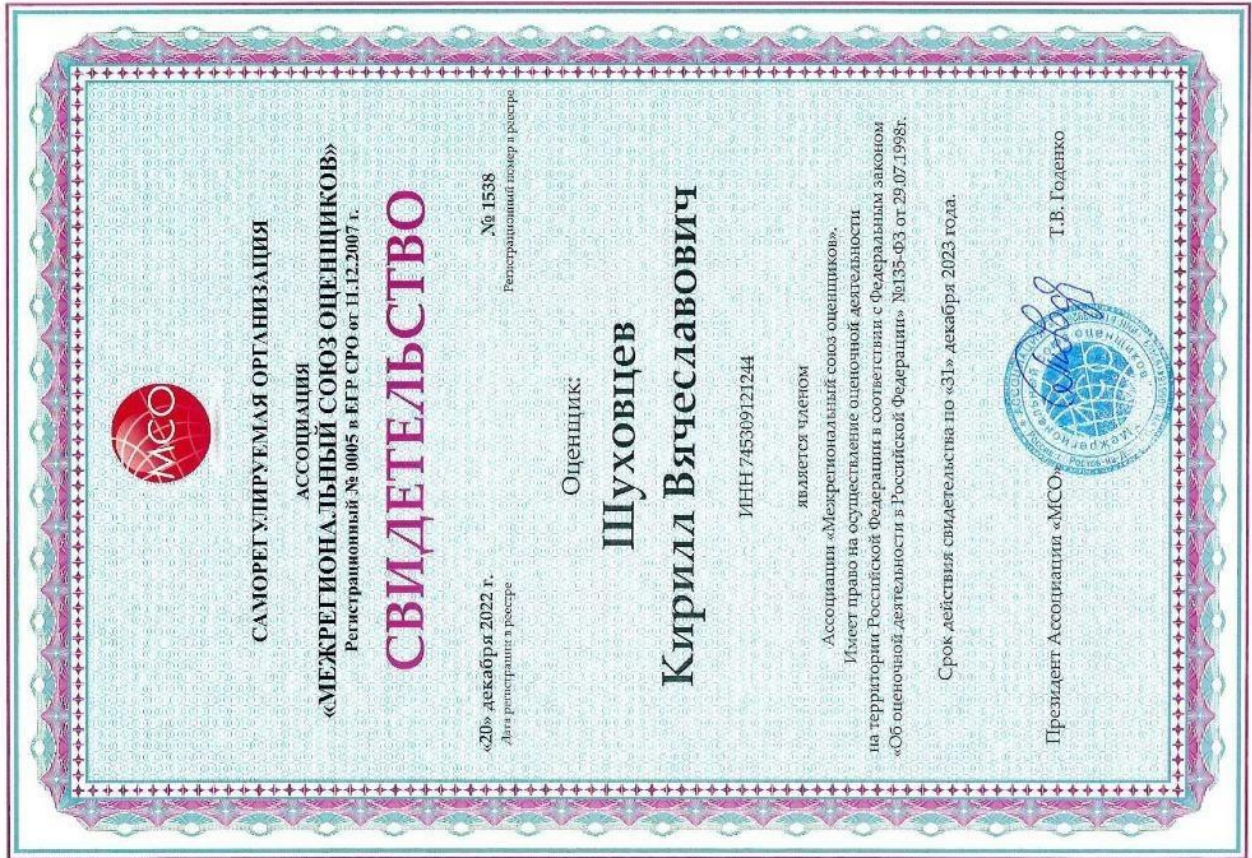 МСО
САМОРЕГУЛИРУЕМАЯ ОРГАНИЗАЦИЯ
АССОЦИАЦИЯ
«МЕЖРЕГИОНАЛЬНЫЙ СОЮЗ ОЦЕНЩИКОВ»
Регистрационный № 0005 в ЕГР СРО от 11.12.2007 г.
СВИДЕТЕЛЬСТВО
«20» декабря 2022 г. № 1538
Дата регистрации в реестре Регистрационный номер в реестре
Оценщик:
Шуховцев
Кирилл Вячеславович
ИНН 745309121244
является членом
Ассоциации «Межрегиональный союз оценщиков».
Имеет право на осуществление оценочной деятельности
на территории Российской Федерации в соответствии с Федеральным законом
«Об оценочной деятельности в Российской Федерации» №135-ФЗ от 29.07.1998г.
Срок действия свидетельства по «31» декабря 2023 года.
Президент Ассоциации «МСО» Т.В. Годенко